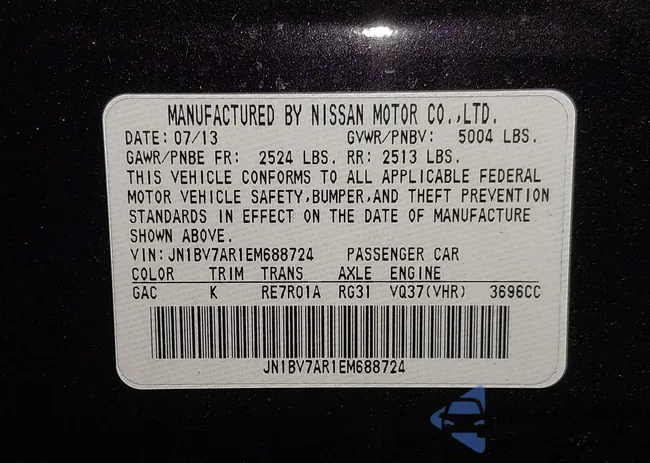 MANUFACTURED BY NISSAN MOTOR CO.,LTD.
DATE: 07/13 GVWR/PNBV: 5004 LBS.
GAWR/PNBE FR: 2524 LBS. RR: 2513 LBS.
THIS VEHICLE CONFORMS TO ALL APPLICABLE FEDERAL
MOTOR VEHICLE SAFETY,BUMPER,AND THEFT PREVENTION
STANDARDS IN EFFECT ON THE DATE OF MANUFACTURE
SHOWN ABOVE.
VIN: JN1BV7AR1EM688724 PASSENGER CAR
COLOR TRIM TRANS AXLE ENGINE
GAC K RE7R01A RG31 VQ37(VHR) 3696CC
JN1BV7AR1EM688724